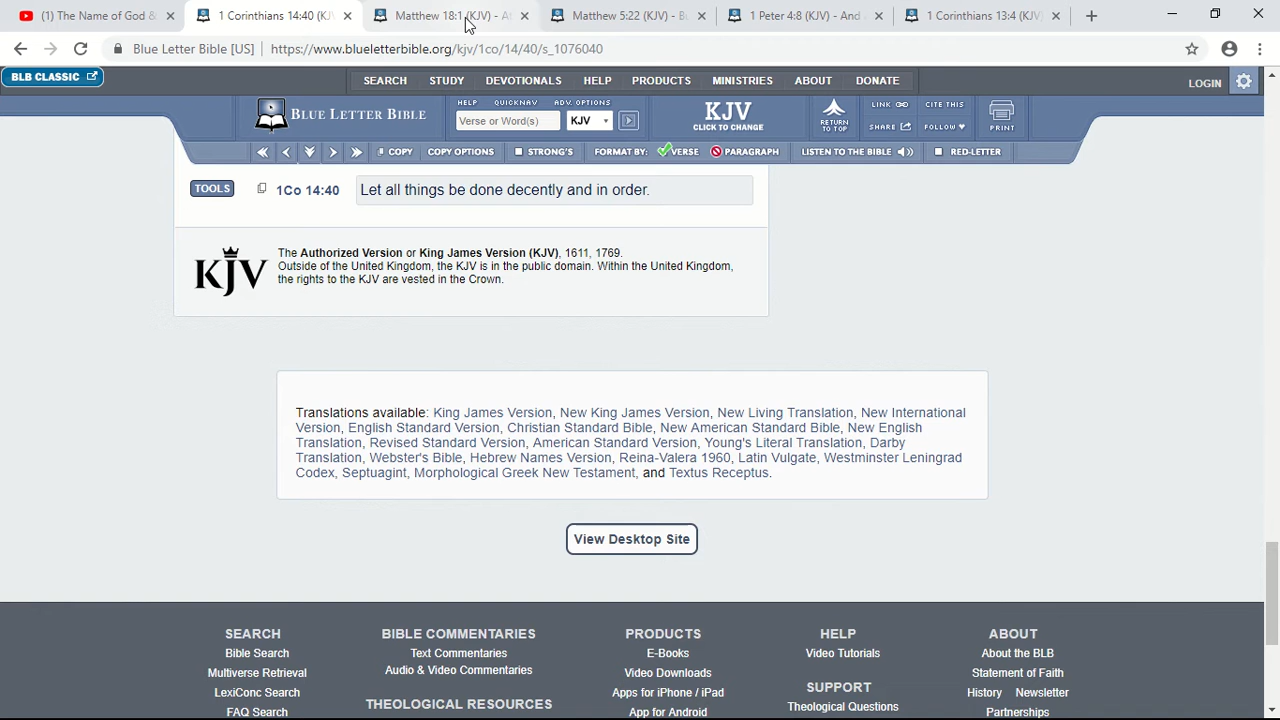 (1) The Name of God &
1 Corinthians 14:40 (KJV
Matthew 18:1 (KJV) - A
Matthew 5:22 (KJV) - B
1 Peter 4:8 (KJV) - And
1 Corinthians 13:4 (KJV)
Blue Letter Bible [US]
https://www.blueletterbible.org/kjv/1co/14/40/s_1076040
BLB CLASSIC
SEARCH
STUDY
DEVOTIONALS
HELP
PRODUCTS
MINISTRIES
ABOUT
DONATE
LOGIN
BLUE LETTER BIBLE
HELP
QUICKNAV
ADV. OPTIONS
Verse or Word(s)
KJV
KJV
CLICK TO CHANGE
RETURN
TO TOP
LINK
CITE THIS
SHARE
FOLLOW
PRINT
COPY
COPY OPTIONS
STRONG'S
FORMAT BY:
VERSE
PARAGRAPH
LISTEN TO THE BIBLE
RED-LETTER
TOOLS
1Co 14:40
Let all things be done decently and in order.
KJV
The Authorized Version or King James Version (KJV), 1611, 1769.
Outside of the United Kingdom, the KJV is in the public domain. Within the United Kingdom,
the rights to the KJV are vested in the Crown.
Translations available: King James Version, New King James Version, New Living Translation, New International
Version, English Standard Version, Christian Standard Bible, New American Standard Bible, New English
Translation, Revised Standard Version, American Standard Version, Young's Literal Translation, Darby
Translation, Webster's Bible, Hebrew Names Version, Reina-Valera 1960, Latin Vulgate, Westminster Leningrad
Codex, Septuagint, Morphological Greek New Testament, and Textus Receptus.
View Desktop Site
SEARCH
Bible Search
Multiverse Retrieval
LexiConc Search
FAQ Search
BIBLE COMMENTARIES
Text Commentaries
Audio & Video Commentaries
THEOLOGICAL RESOURCES
PRODUCTS
E-Books
Video Downloads
Apps for iPhone / iPad
App for Android
HELP
Video Tutorials
SUPPORT
Theological Questions
ABOUT
About the BLB
Statement of Faith
History Newsletter
Partnerships